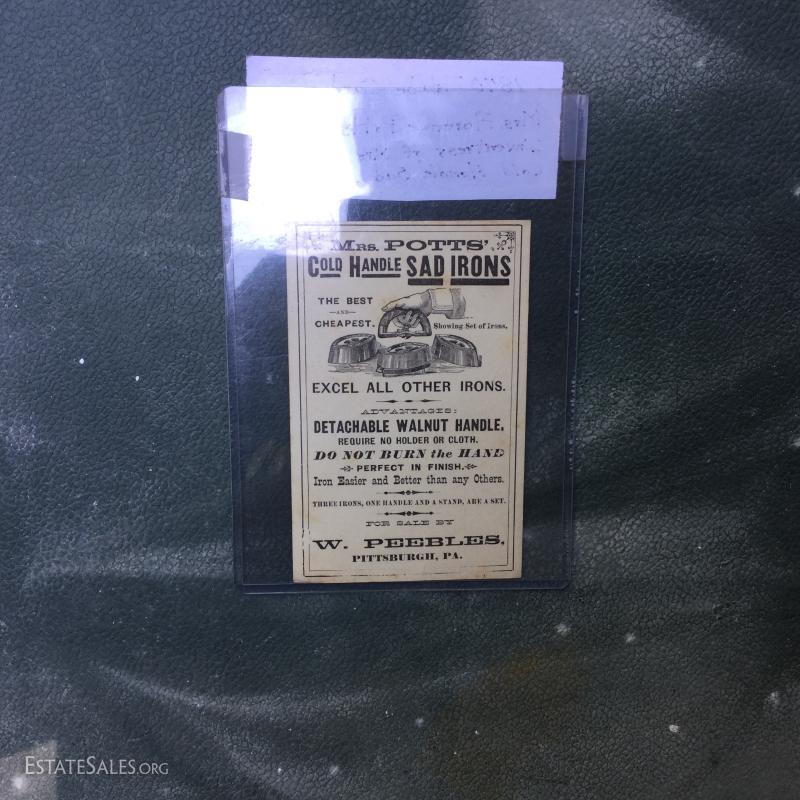 Mrs. POTTS'
COLD HANDLE SAD IRONS
THE BEST
—AND—
CHEAPEST.
Showing Set of Irons.
EXCEL ALL OTHER IRONS.
ADVANTAGES:
DETACHABLE WALNUT HANDLE.
REQUIRE NO HOLDER OR CLOTH.
DO NOT BURN the HAND
PERFECT IN FINISH.
Iron Easier and Better than any Others.
THREE IRONS, ONE HANDLE AND A STAND, ARE A SET.
FOR SALE BY
W. PEEBLES,
PITTSBURGH, PA.
ESTATESALES.ORG